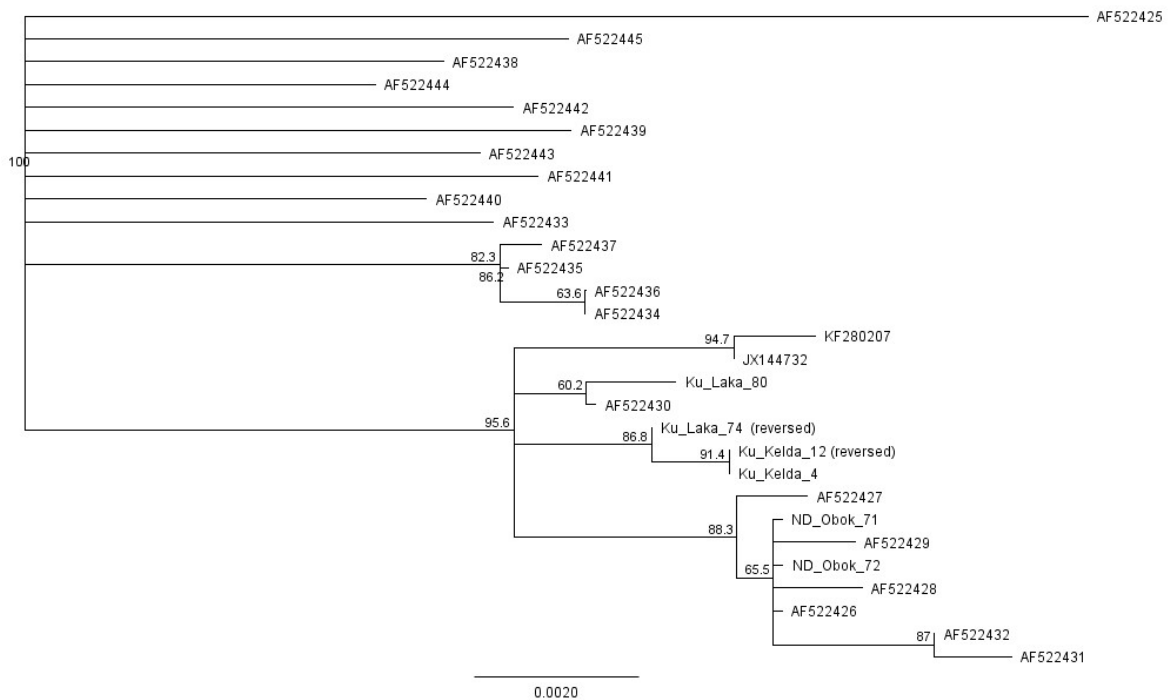 AF522425
AF522445
AF522438
AF522444
AF522442
AF522439
AF522443
100
AF522441
AF522440
AF522433
AF522437
82.3
AF522435
86.2
AF522436
63.6
AF522434
KF280207
94.7
JX144732
Ku_Laka_80
60.2
AF522430
95.6
Ku_Laka_74 (reversed)
86.8
Ku_Kelda_12 (reversed)
91.4
Ku_Kelda_4
AF522427
ND_Obok_71
88.3
AF522429
ND_Obok_72
65.5
AF522428
AF522426
AF522432
87
AF522431
0.0020